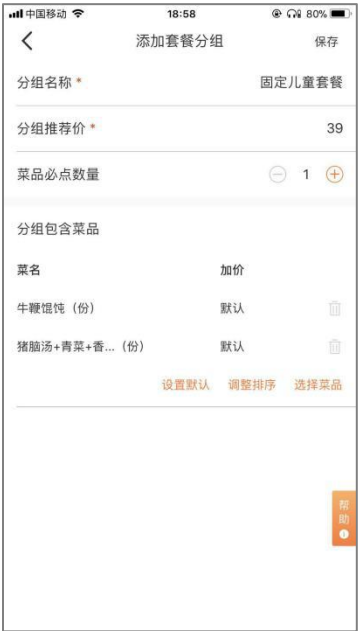 中国移动 18:58 80%
添加套餐分组 保存
分组名称 * 固定儿童套餐
分组推荐价 * 39
菜品必点数量 1
分组包含菜品
菜名 加价
牛鞭馄饨（份） 默认
猪脑汤+青菜+香...（份） 默认
设置默认 调整排序 选择菜品
帮
助